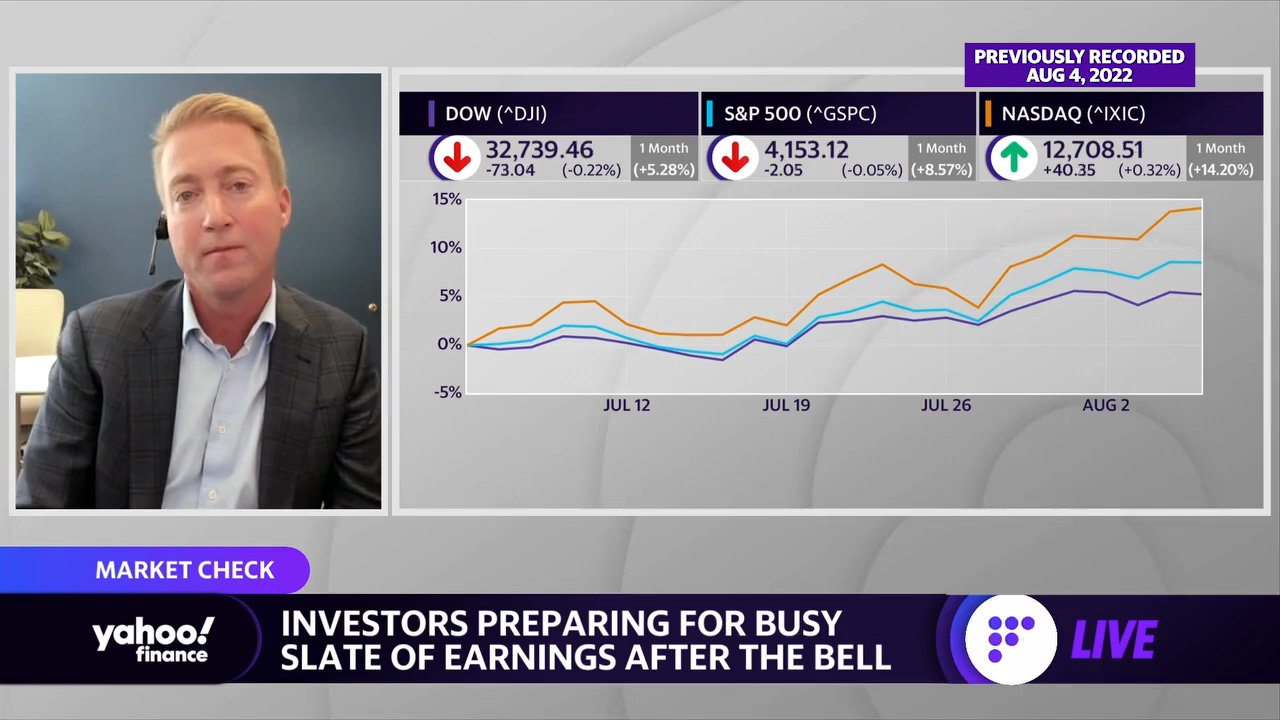 PREVIOUSLY RECORDED
AUG 4, 2022
DOW (^DJI)
32,739.46
-73.04 (-0.22%)
1 Month
(+5.28%)
S&P 500 (^GSPC)
4,153.12
-2.05 (-0.05%)
1 Month
(+8.57%)
NASDAQ (^IXIC)
12,708.51
+40.35 (+0.32%)
1 Month
(+14.20%)
15%
10%
5%
0%
-5%
JUL 12 JUL 19 JUL 26 AUG 2
MARKET CHECK
yahoo!
finance
INVESTORS PREPARING FOR BUSY
SLATE OF EARNINGS AFTER THE BELL
LIVE